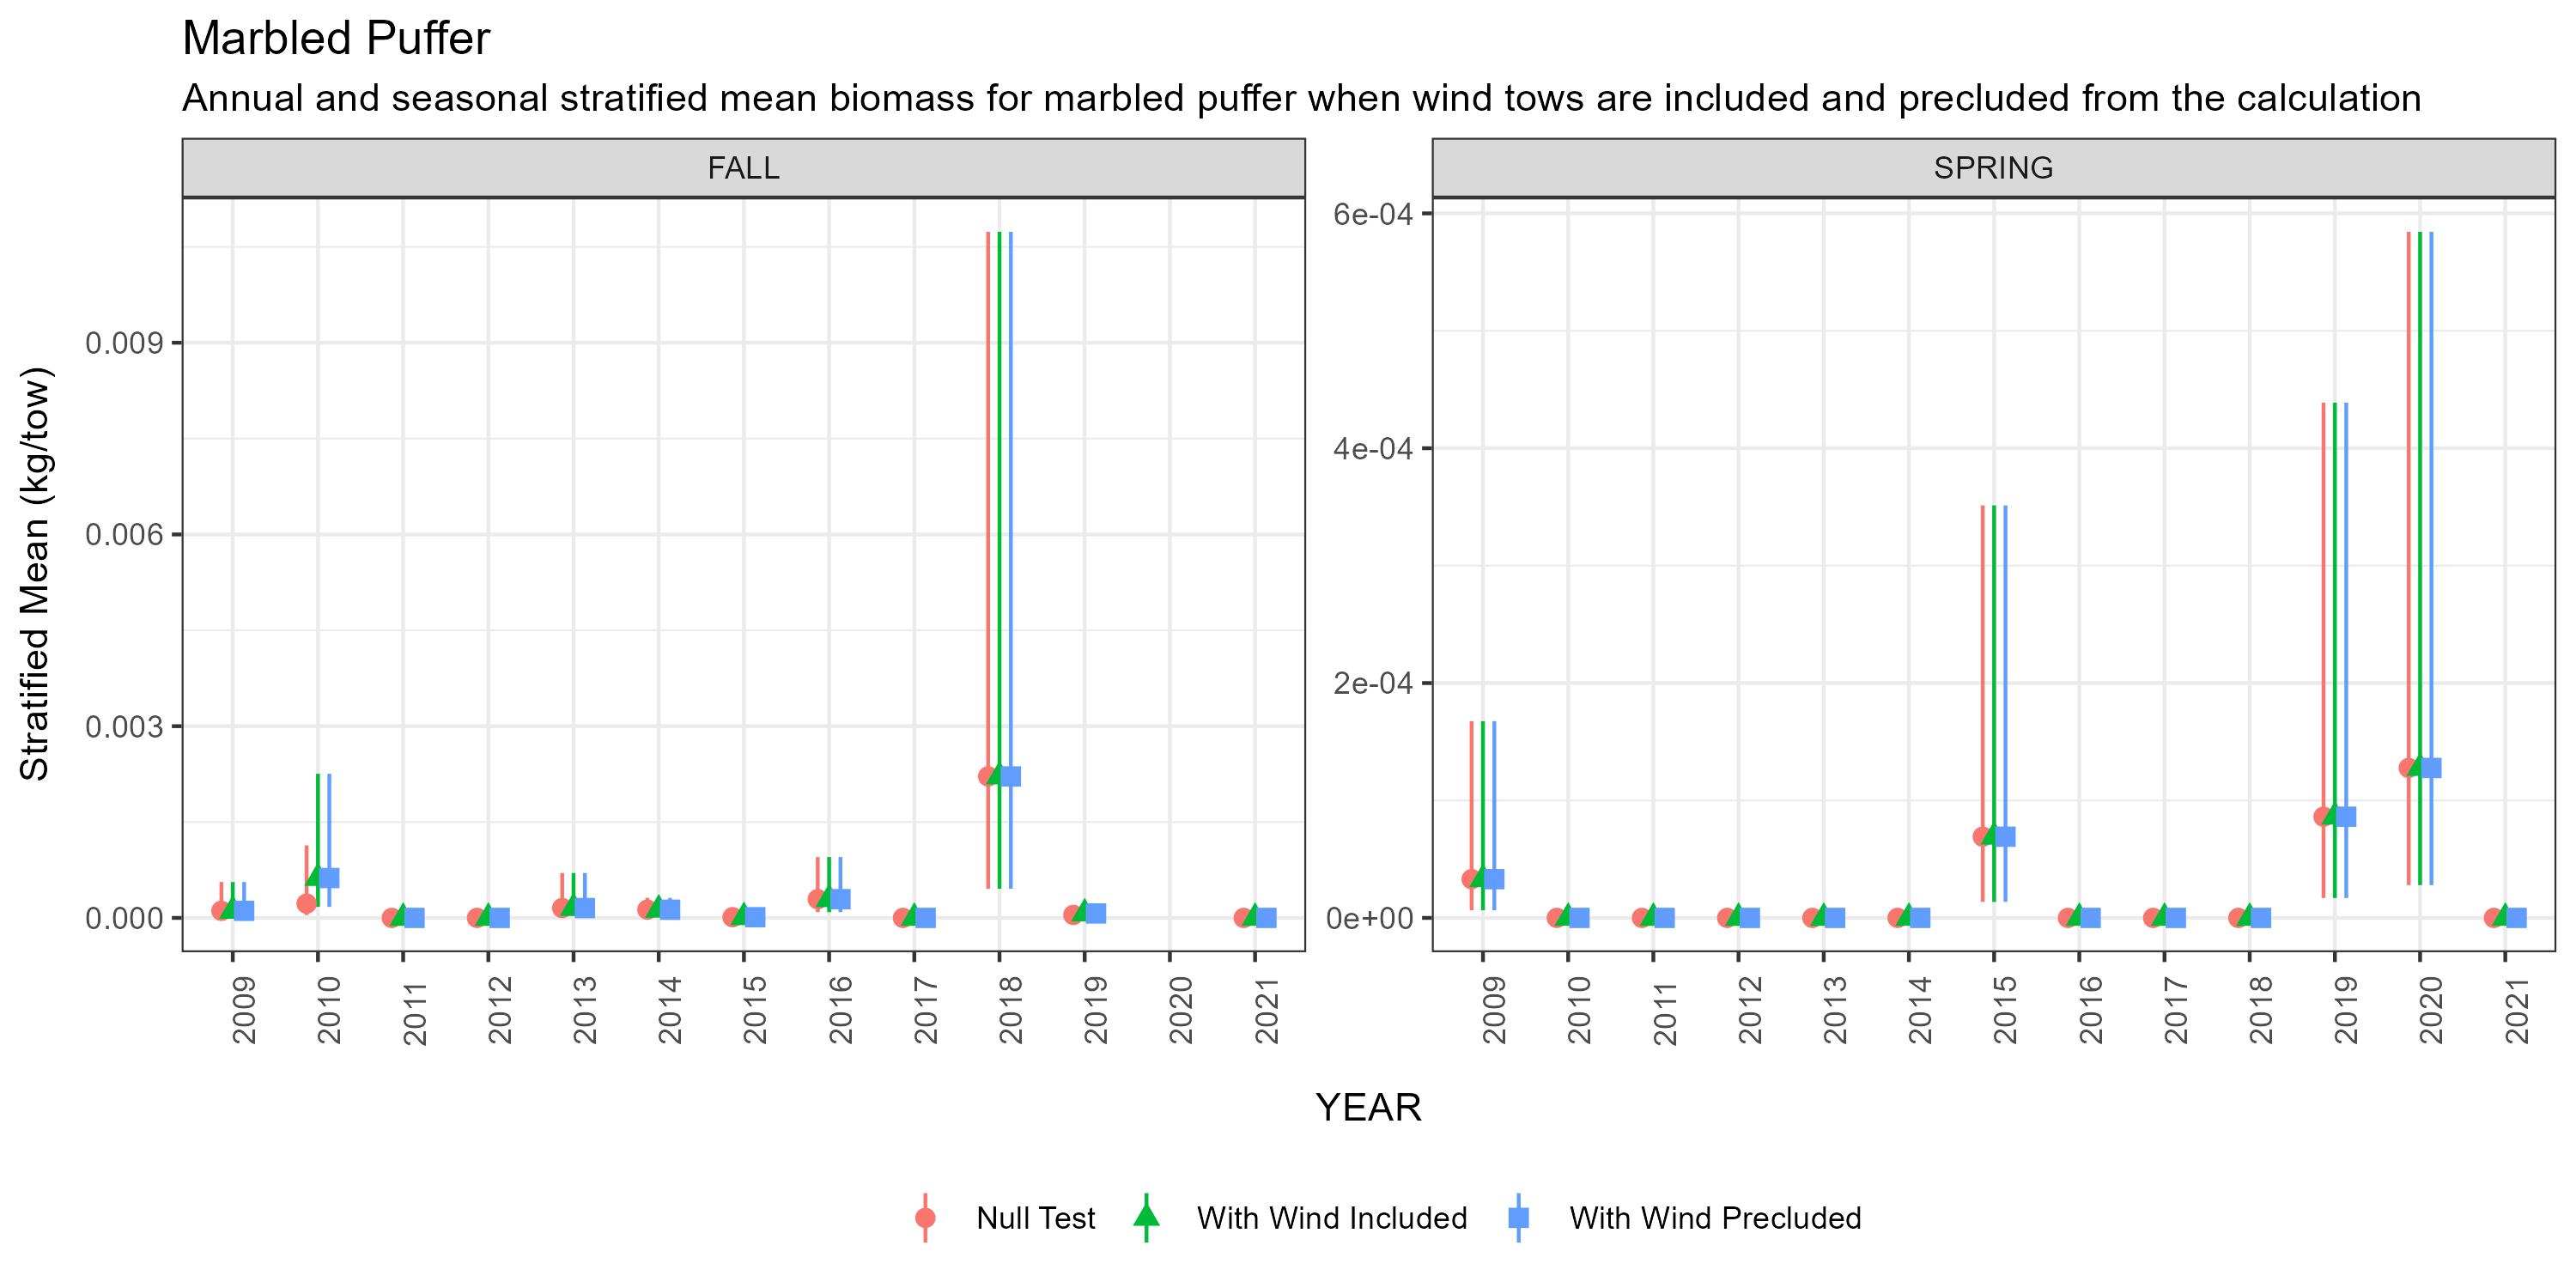 Marbled Puffer
Annual and seasonal stratified mean biomass for marbled puffer when wind tows are included and precluded from the calculation
FALL
SPRING
Stratified Mean (kg/tow)
0.009
0.006
0.003
0.000
6e-04
4e-04
2e-04
0e+00
2009 2010 2011 2012 2013 2014 2015 2016 2017 2018 2019 2020 2021
2009 2010 2011 2012 2013 2014 2015 2016 2017 2018 2019 2020 2021
YEAR
Null Test With Wind Included With Wind Precluded